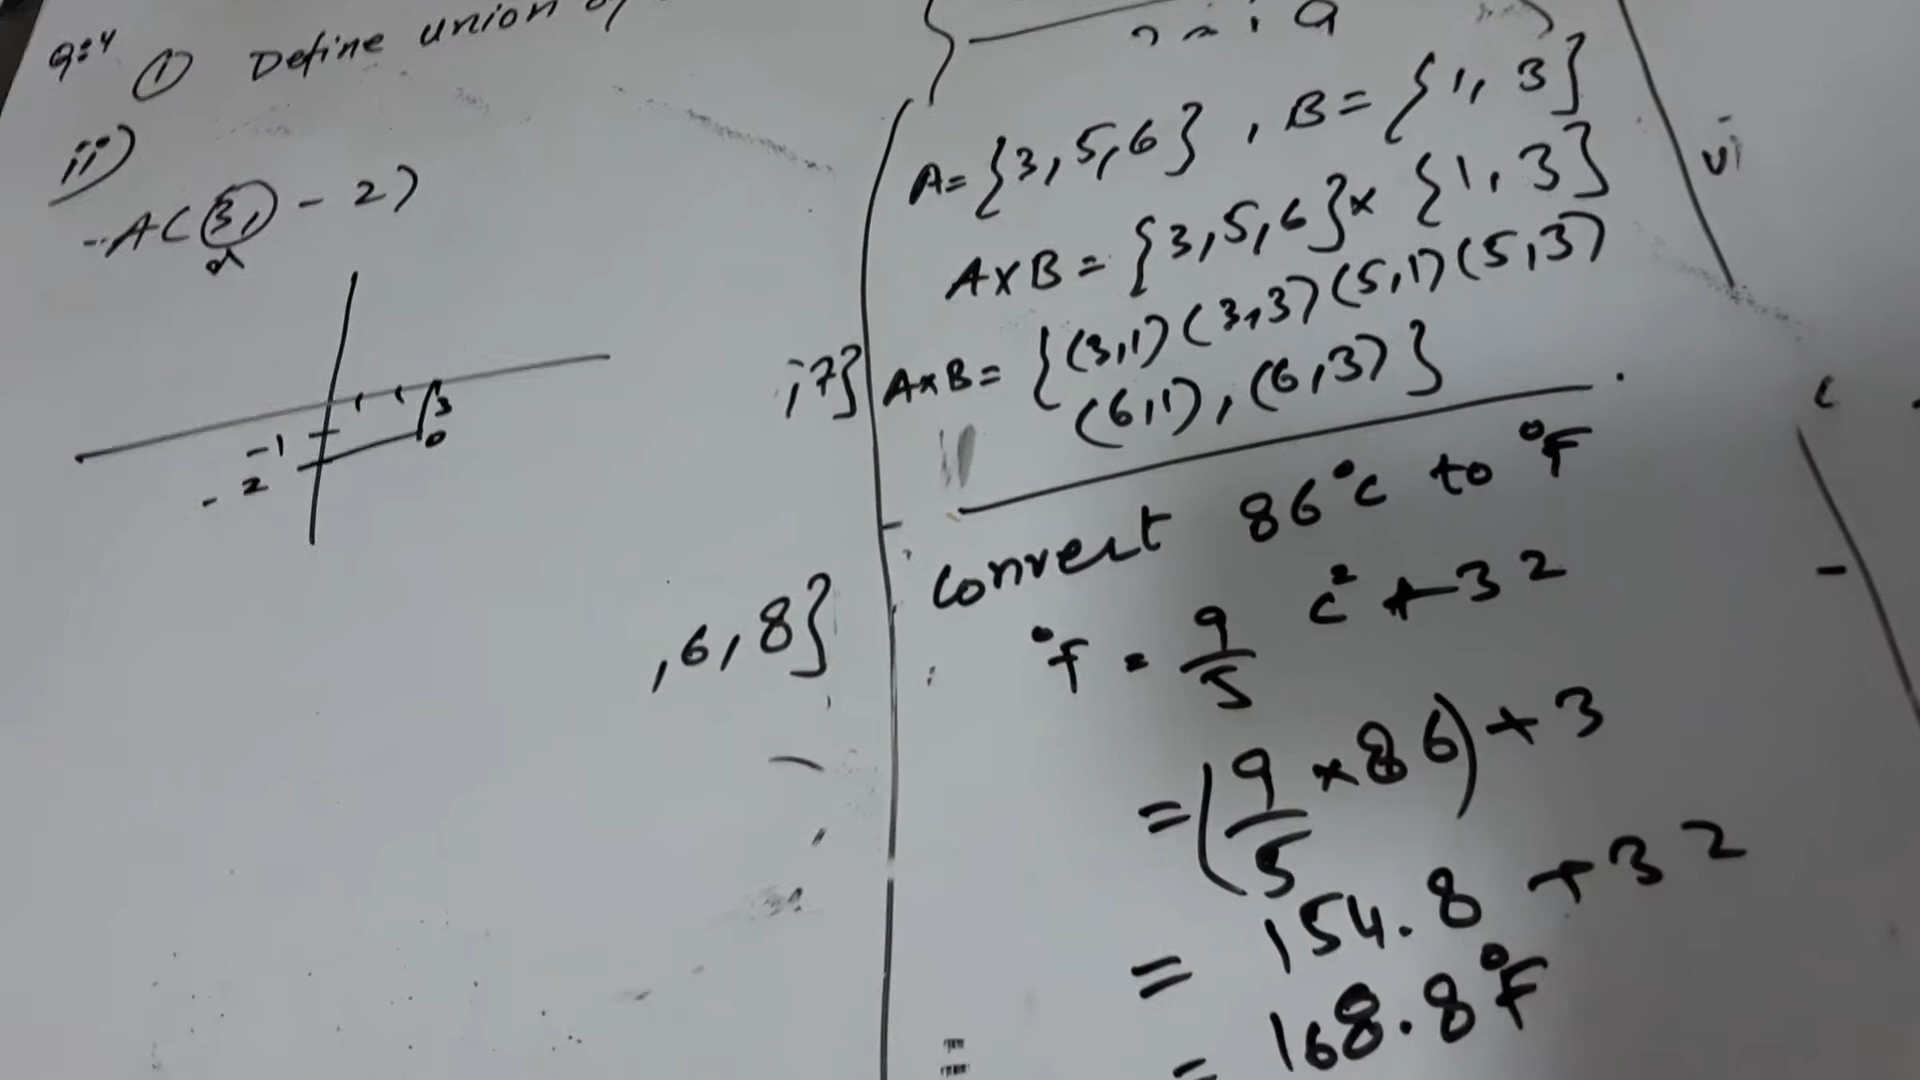 Q:4 ① Define union
ii)
A(3, -2)
x
3
-1
-2
,7}
,6,8}
A={3,5,6}, B={1,3}
A×B={3,5,6}×{1,3}
A×B={(3,1)(3,3)(5,1)(5,3)
(6,1),(6,3)}
Convert 86°c to °F
°F = 9/5 c² + 32
=(9/5 ×86)+3
= 154.8 +32
= 168.8°F
vi